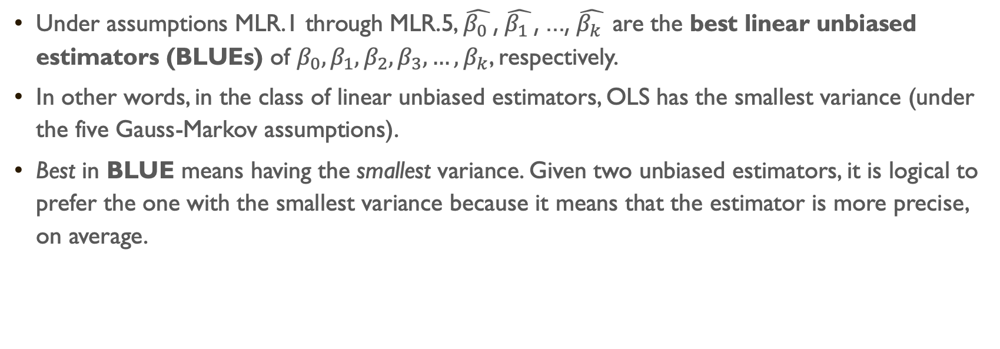 • Under assumptions MLR.1 through MLR.5, $\widehat{\beta_0}$, $\widehat{\beta_1}$, ..., $\widehat{\beta_k}$ are the best linear unbiased
estimators (BLUEs) of $\beta_0, \beta_1, \beta_2, \beta_3, \ldots, \beta_k$, respectively.
• In other words, in the class of linear unbiased estimators, OLS has the smallest variance (under
the five Gauss-Markov assumptions).
• Best in BLUE means having the smallest variance. Given two unbiased estimators, it is logical to
prefer the one with the smallest variance because it means that the estimator is more precise,
on average.